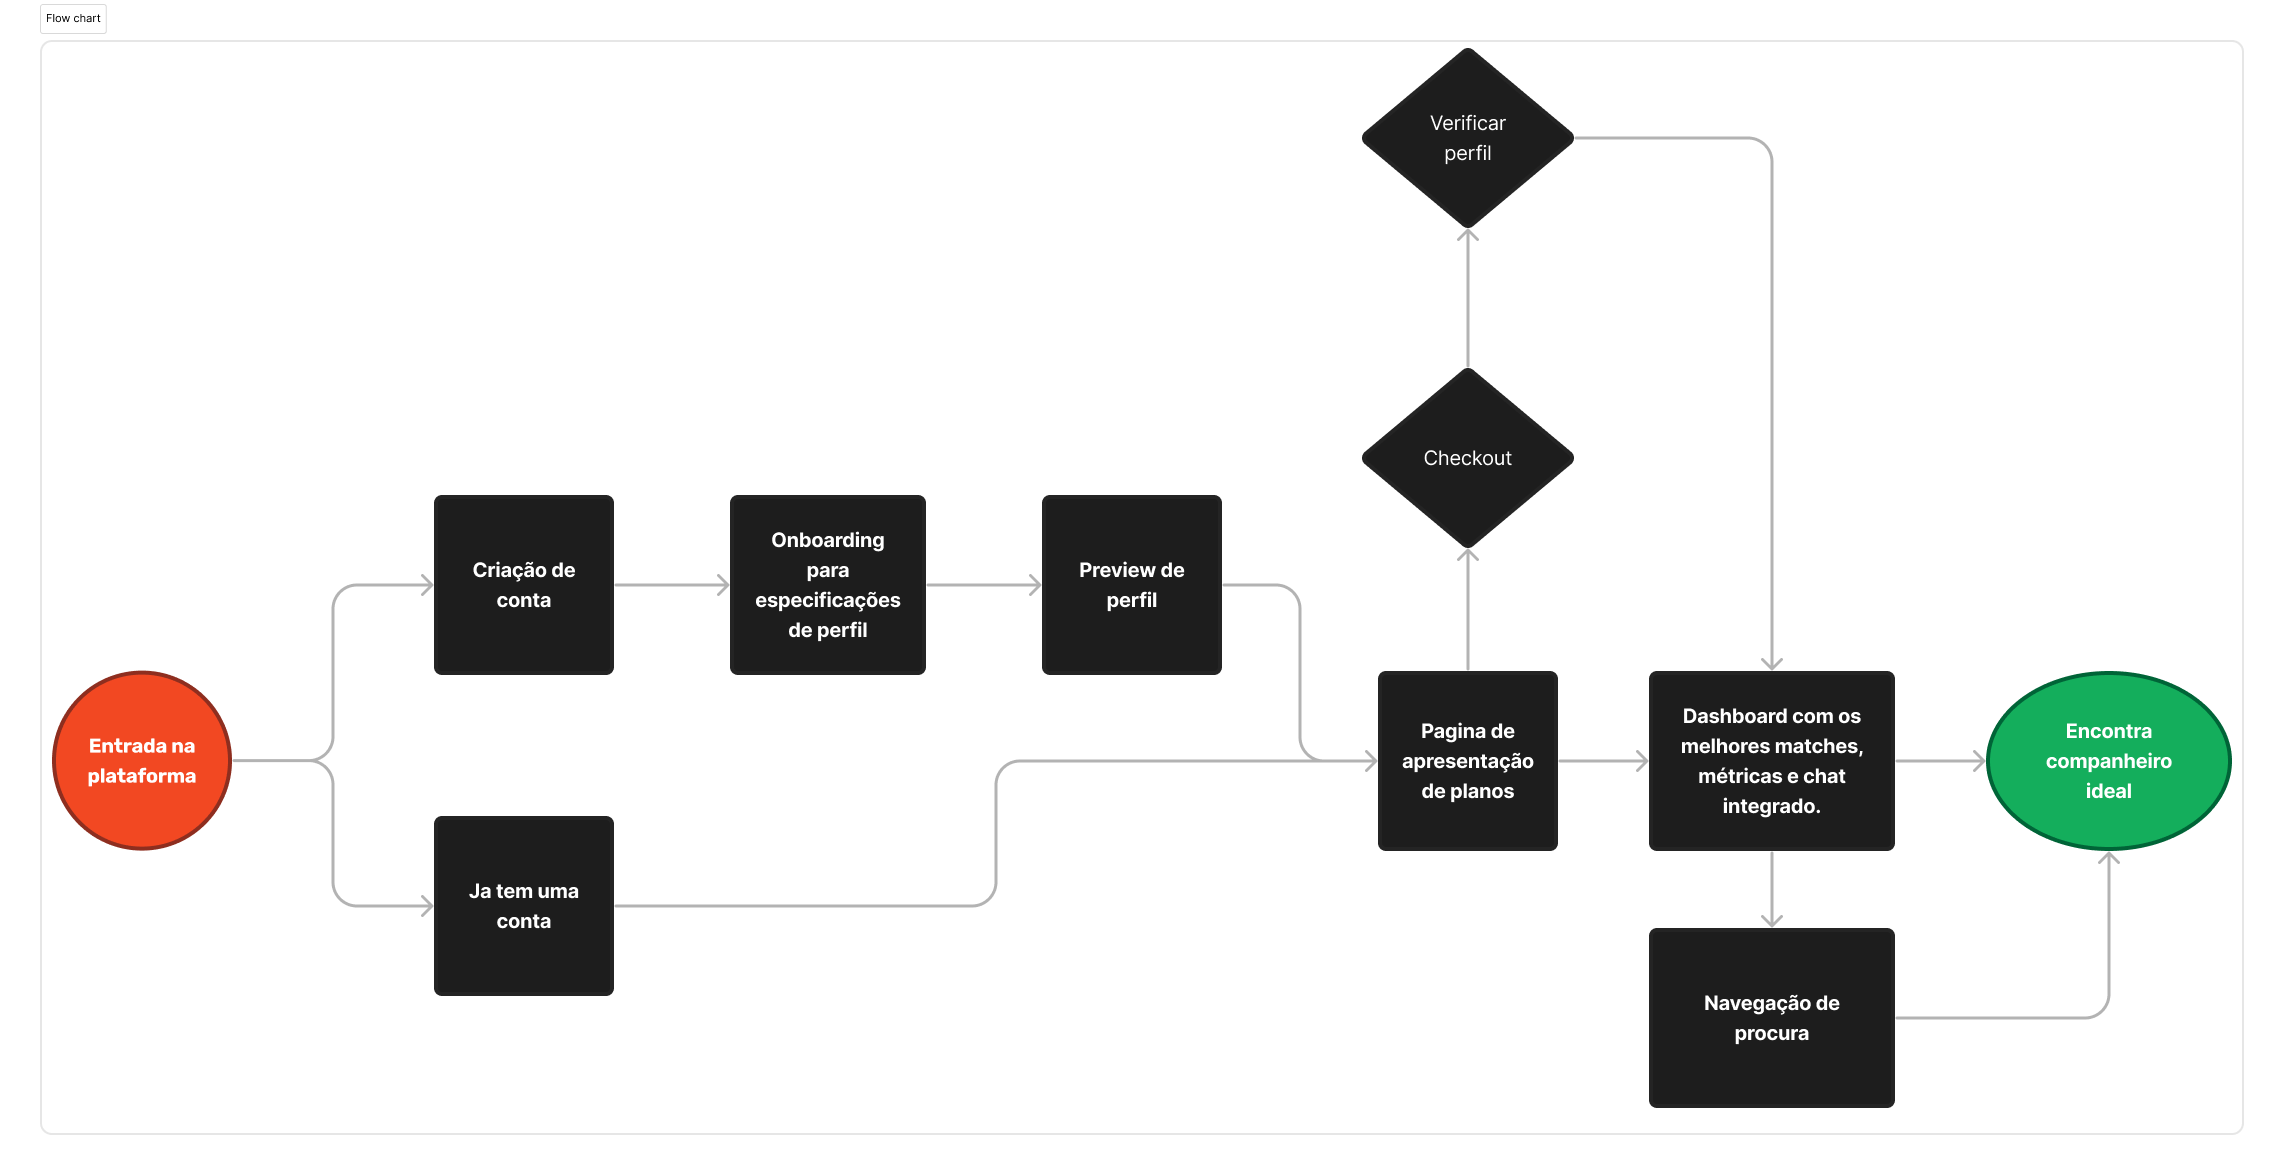 Flow chart
Verificar
perfil
Checkout
Criação de
conta
Onboarding
para
especificações
de perfil
Preview de
perfil
Entrada na
plataforma
Ja tem uma
conta
Pagina de
apresentação
de planos
Dashboard com os
melhores matches,
métricas e chat
integrado.
Encontra
companheiro
ideal
Navegação de
procura